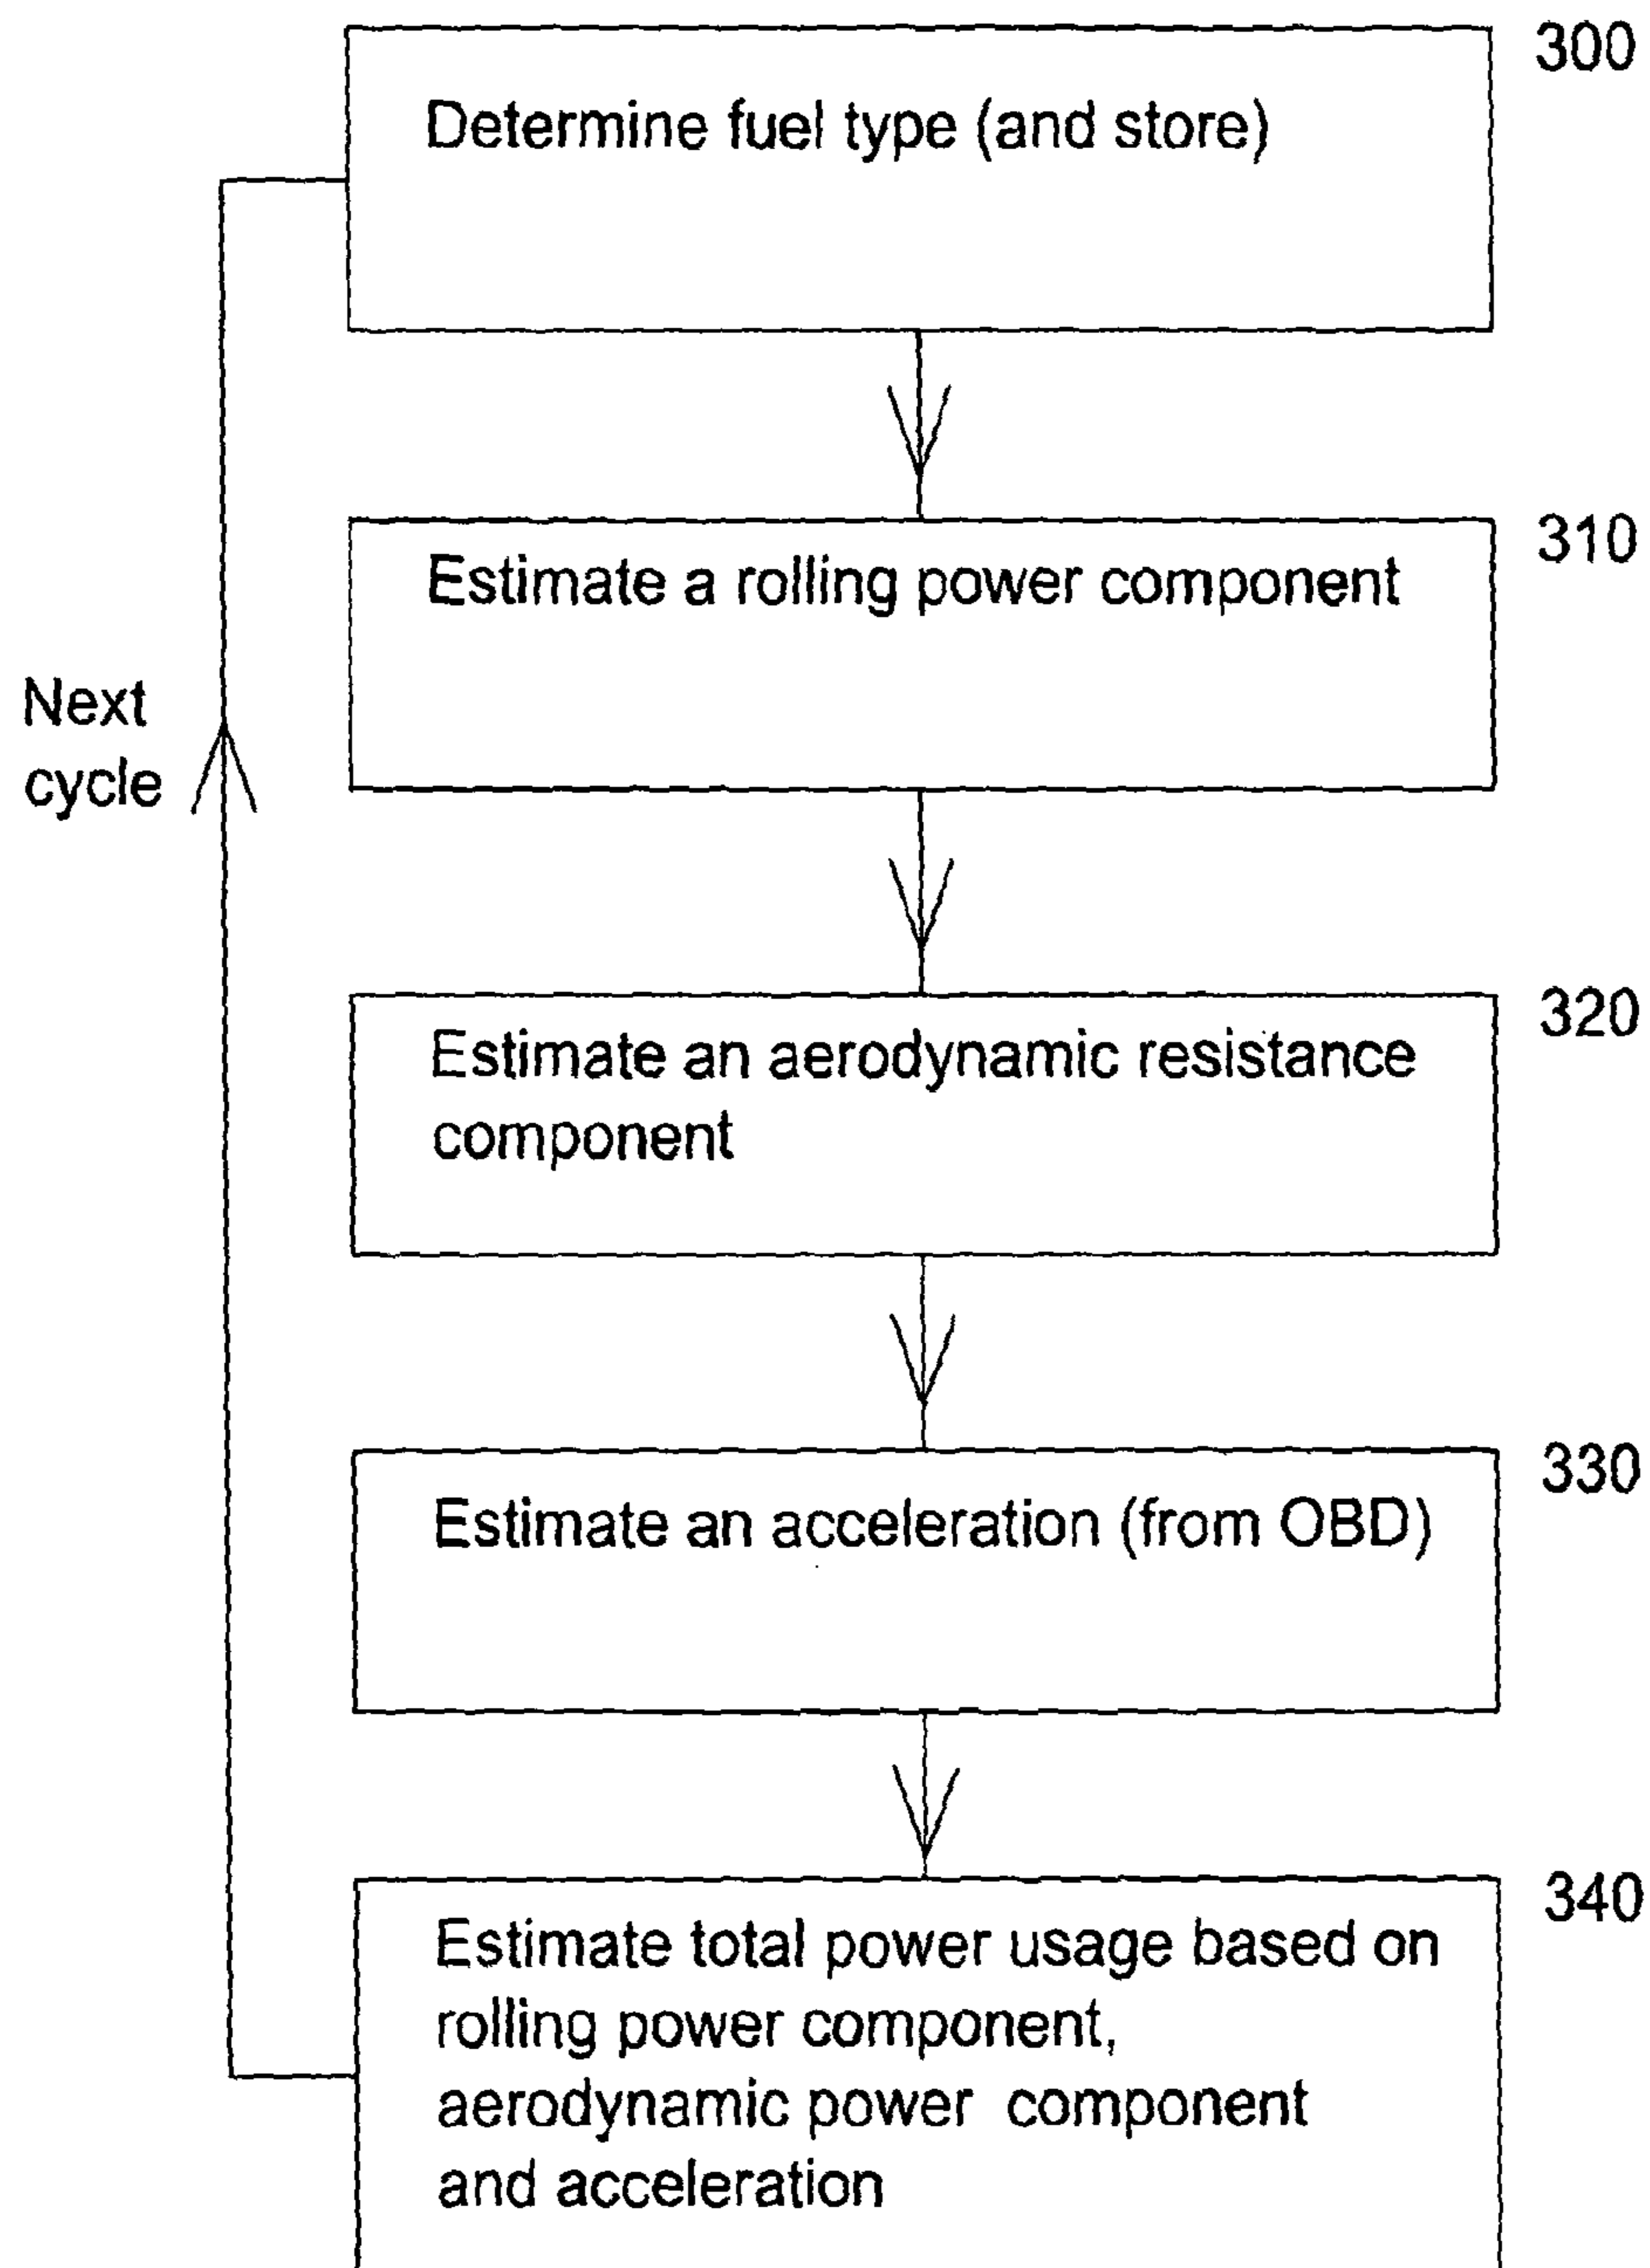 300
Determine fuel type (and store)
310
Estimate a rolling power component
Next
cycle
320
Estimate an aerodynamic resistance
component
330
Estimate an acceleration (from OBD)
340
Estimate total power usage based on
rolling power component,
aerodynamic power component
and acceleration